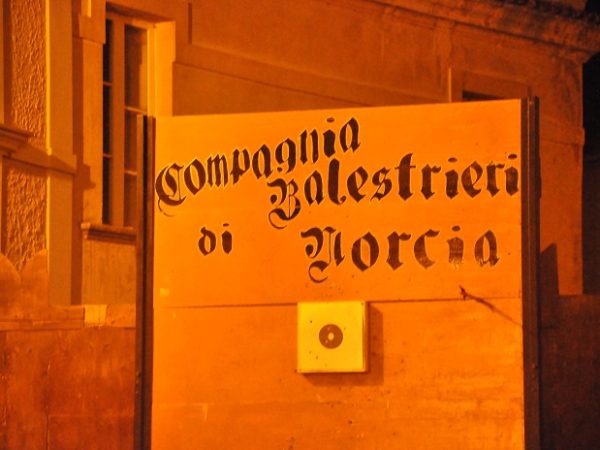 Compagnia
Balestrieri
di Norcia